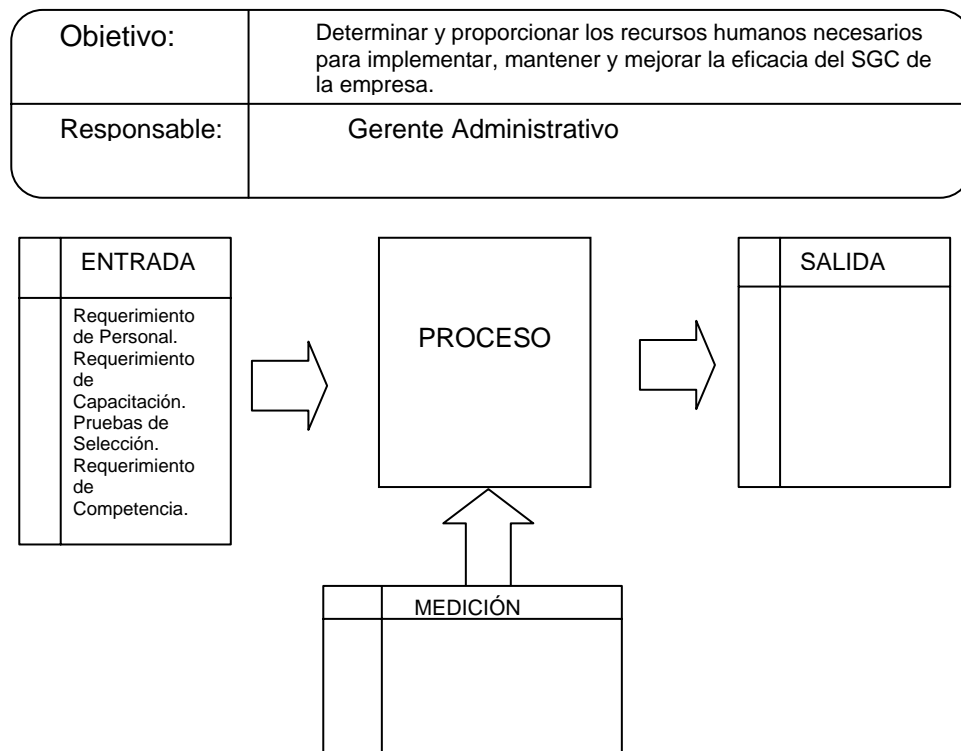 Objetivo:
Determinar y proporcionar los recursos humanos necesarios
para implementar, mantener y mejorar la eficacia del SGC de
la empresa.
Responsable:
Gerente Administrativo
ENTRADA
Requerimiento
de Personal.
Requerimiento
de
Capacitación.
Pruebas de
Selección.
Requerimiento
de
Competencia.
PROCESO
SALIDA
MEDICIÓN